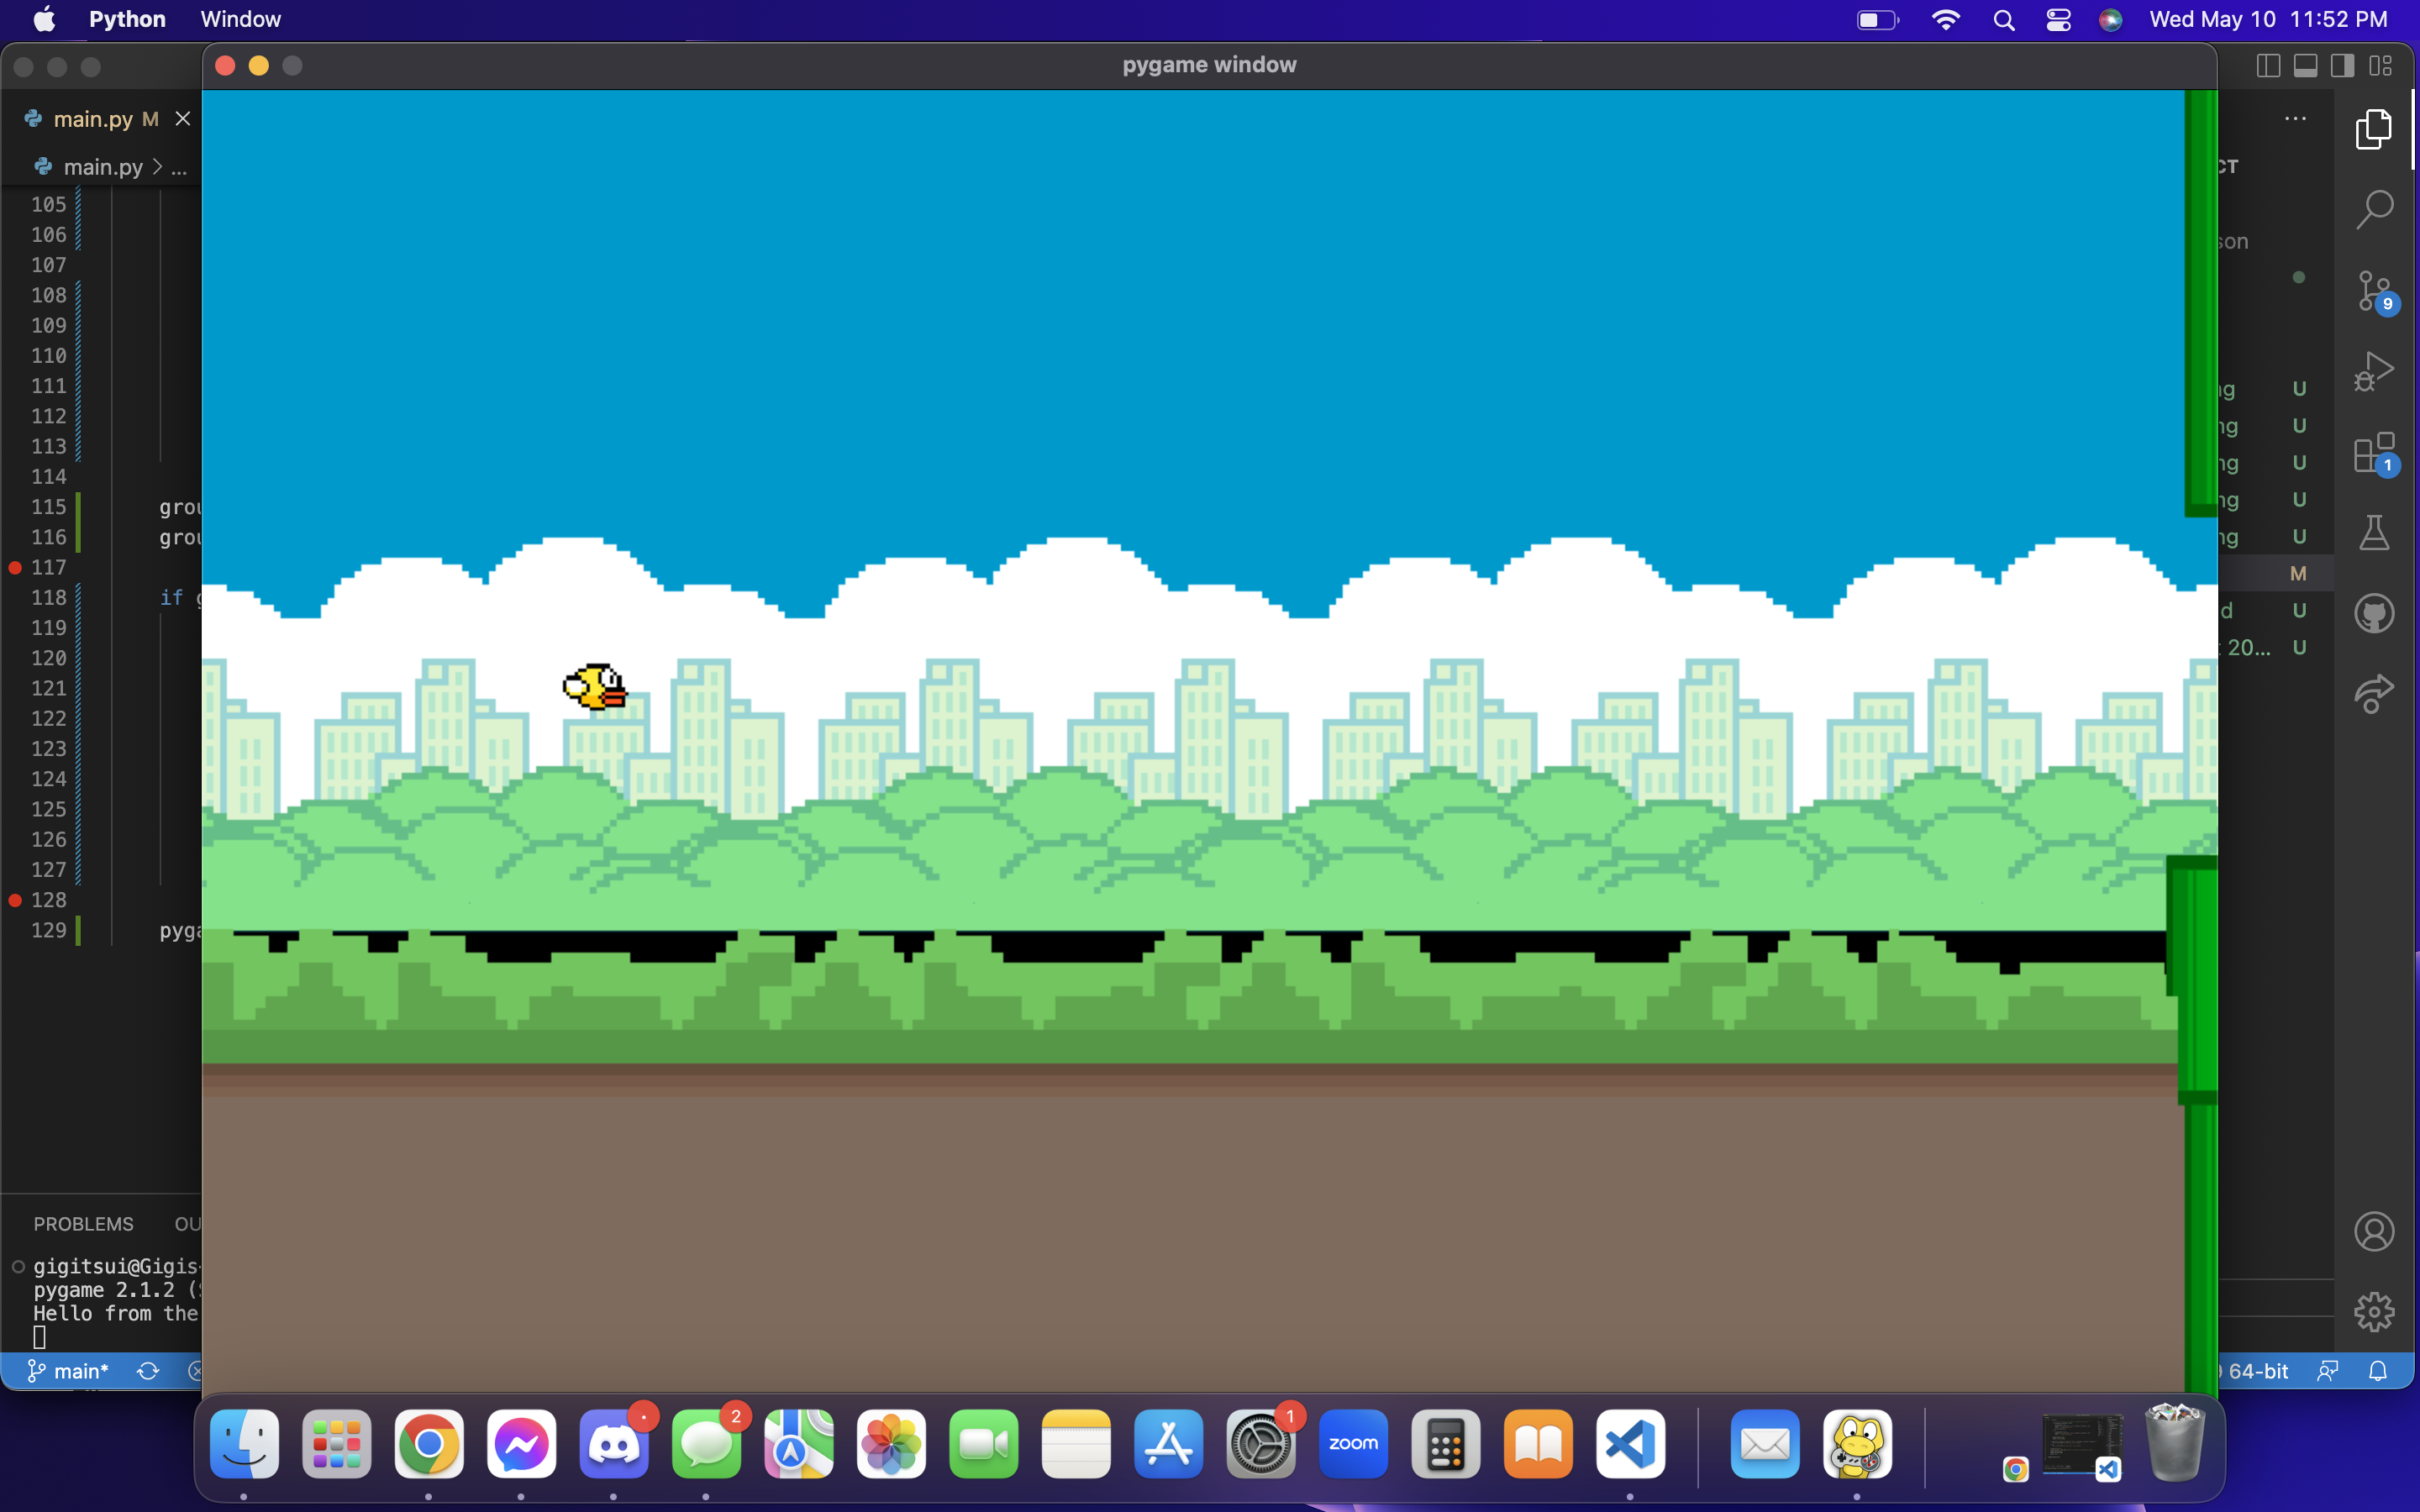 Python Window Wed May 10 11:52 PM
pygame window
main.py M
main.py > ...
CT
son
105
106
107
108
109
110
111
112
113
114
115 grou
116 grou
117
118 if g
119
120
121
122
123
124
125
126
127
128
129 pyga
9
1
ng U
ng U
ng U
ng U
ng U
M
d U
t 20... U
PROBLEMS OU
gigitsui@Gigis-
pygame 2.1.2 (S
Hello from the
main*
64-bit
2
1
zoom